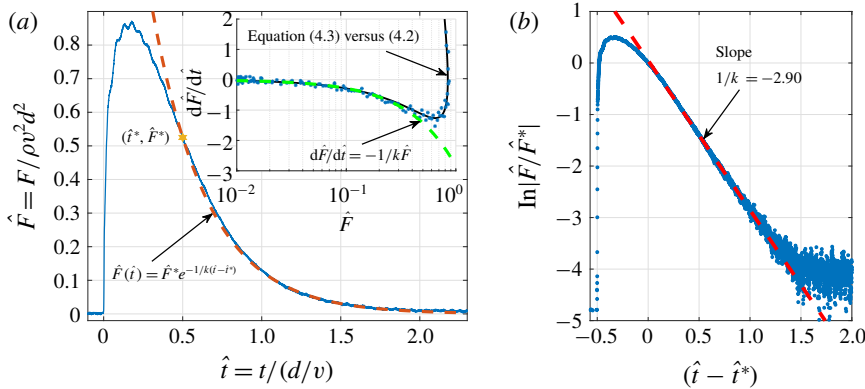 (a)
0.8
0.7
0.6
0.5
0.4
0.3
0.2
0.1
0
F̂ = F/ρv²d²
0
0.5
1.0
1.5
2.0
t̂ = t/(d/v)
(t̂*, F̂*)
F̂(t̂) = F̂*e^{-1/k(t̂-t̂*)}
2
1
0
−1
−2
−3
dF̂/dt̂
10⁻²
10⁻¹
10⁰
F̂
Equation (4.3) versus (4.2)
dF̂/dt̂ = −1/kF̂
(b)
1
0
−1
−2
−3
−4
−5
In|F̂/F̂*|
−0.5
0
0.5
1.0
1.5
2.0
(t̂ − t̂*)
Slope
1/k = −2.90